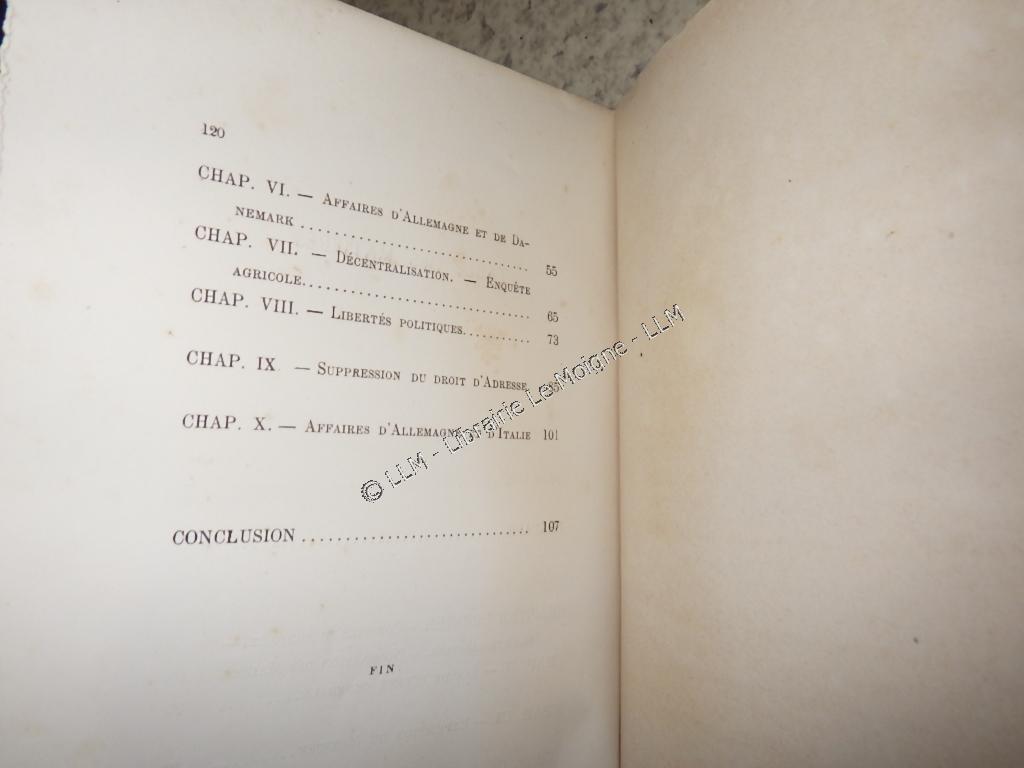 120
CHAP. VI. — AFFAIRES D'ALLEMAGNE ET DE DA-
NEMARK .............................. 55
CHAP. VII. — DÉCENTRALISATION. — ENQUÊTE
AGRICOLE.............................. 65
CHAP. VIII. — LIBERTÉS POLITIQUES........... 73
CHAP. IX — SUPPRESSION DU DROIT D'ADRESSE.
CHAP. X. — AFFAIRES D'ALLEMAGNE D'ITALIE 101
CONCLUSION ............................. 107
FIN
© LLM - Librairie Le Moigne - LLM